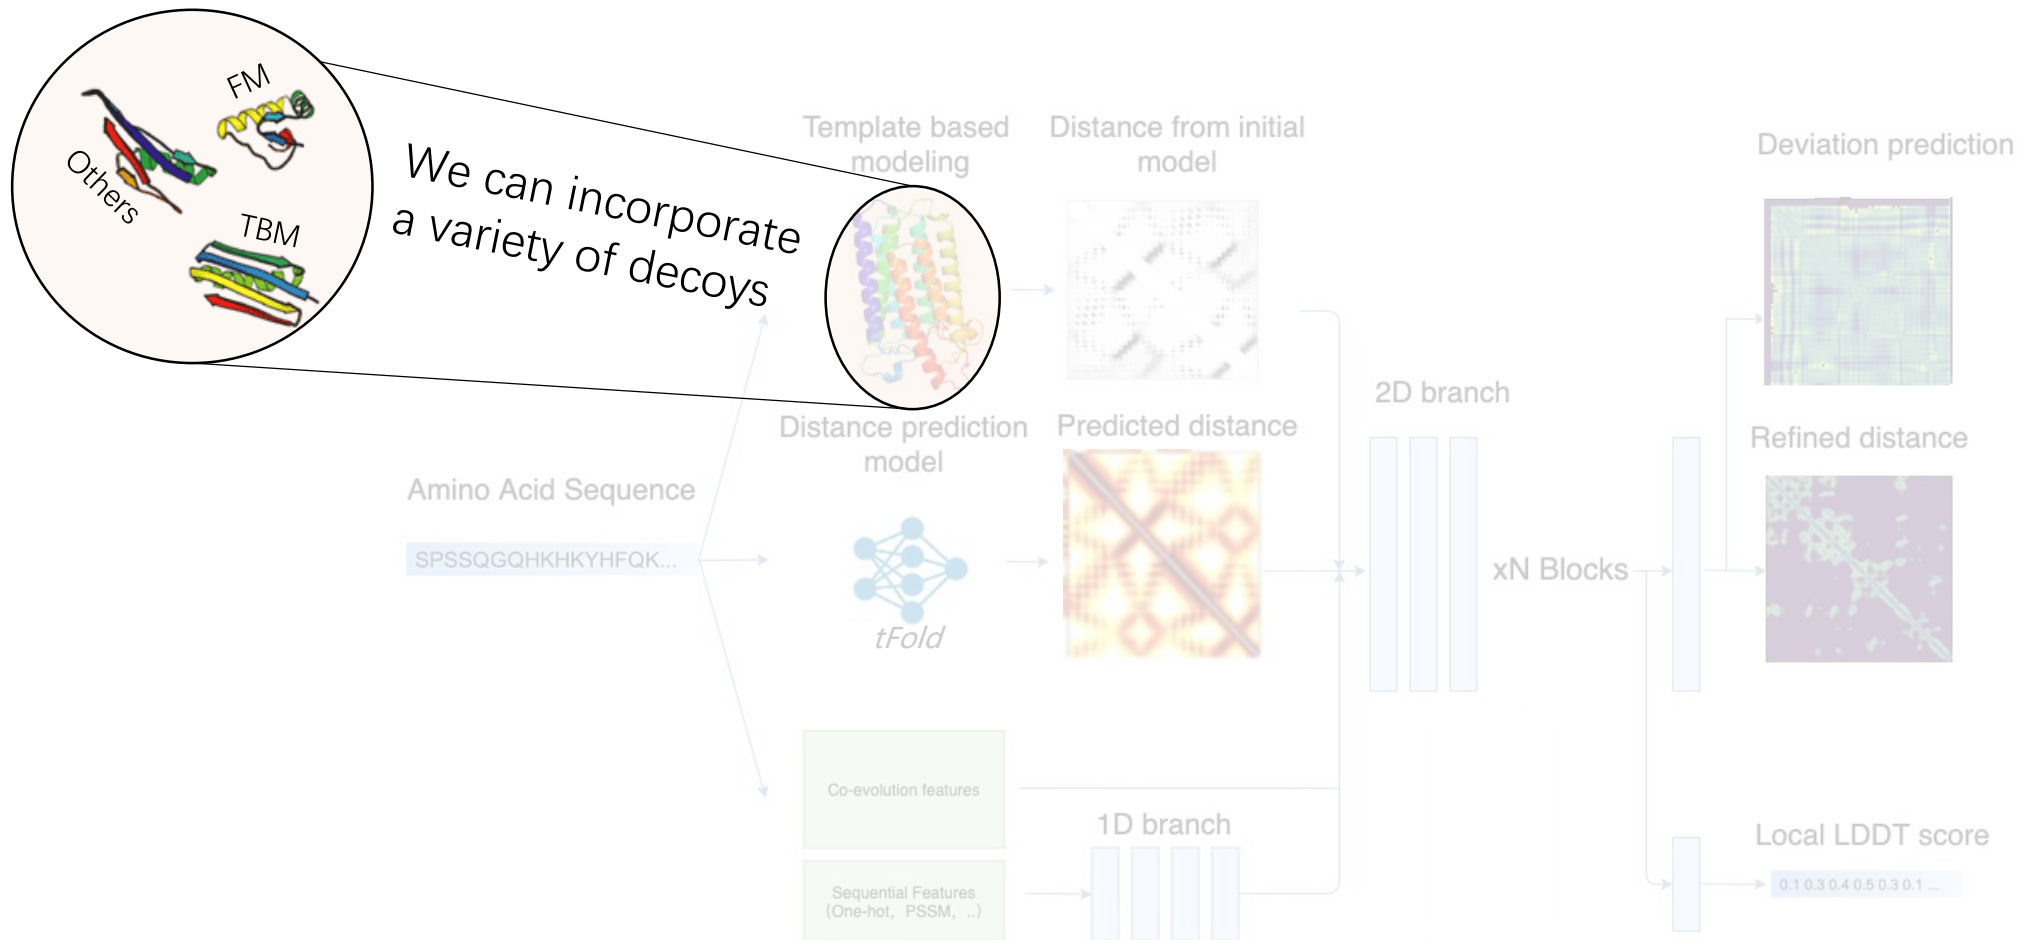 FM
Others
TBM
We can incorporate
a variety of decoys
Template based
modeling
Distance from initial
model
Deviation prediction
2D branch
Distance prediction
model
Predicted distance
Refined distance
Amino Acid Sequence
SPSSQGQHKHKYHFQK...
tFold
xN Blocks
Co-evolution features
1D branch
Sequential Features
(One-hot, PSSM, ..)
Local LDDT score
0.1 0.3 0.4 0.5 0.3 0.1 ...